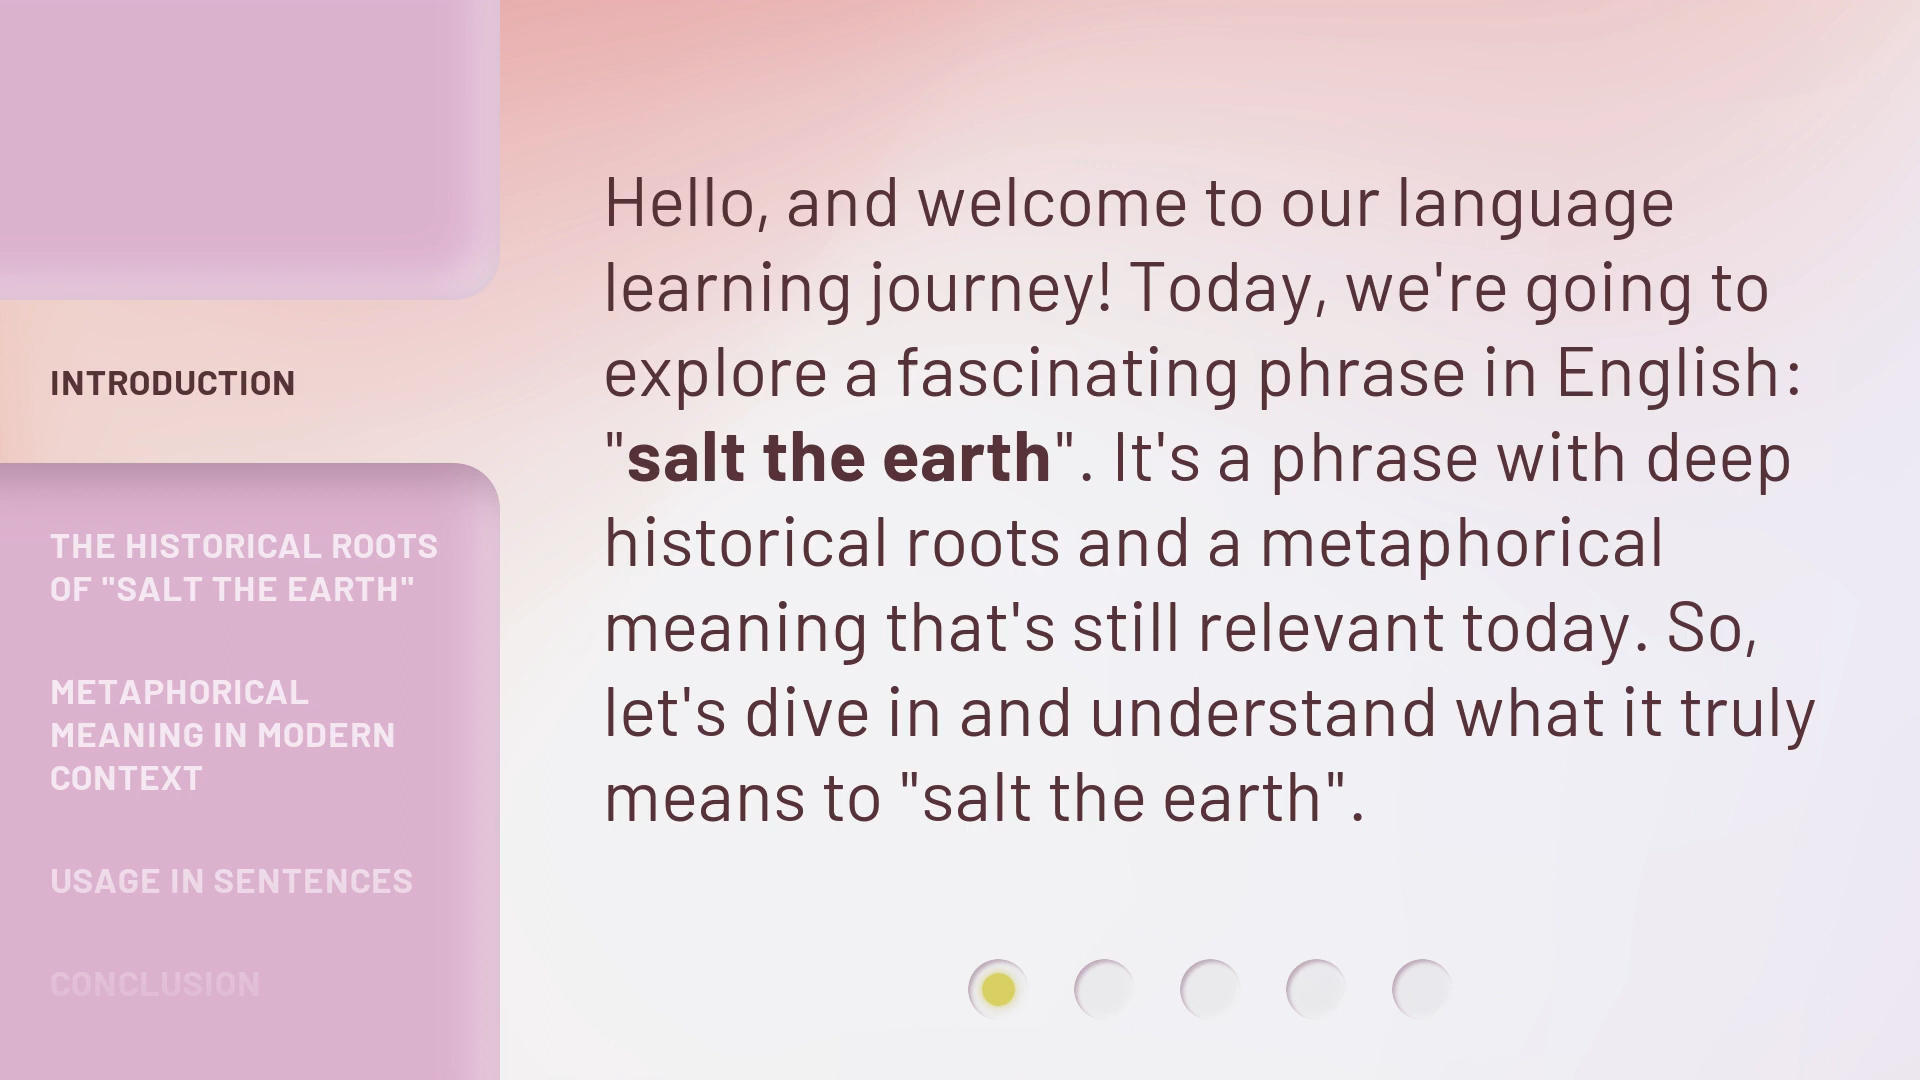 INTRODUCTION
THE HISTORICAL ROOTS
OF "SALT THE EARTH"
METAPHORICAL
MEANING IN MODERN
CONTEXT
USAGE IN SENTENCES
CONCLUSION
Hello, and welcome to our language
learning journey! Today, we're going to
explore a fascinating phrase in English:
"salt the earth". It's a phrase with deep
historical roots and a metaphorical
meaning that's still relevant today. So,
let's dive in and understand what it truly
means to "salt the earth".